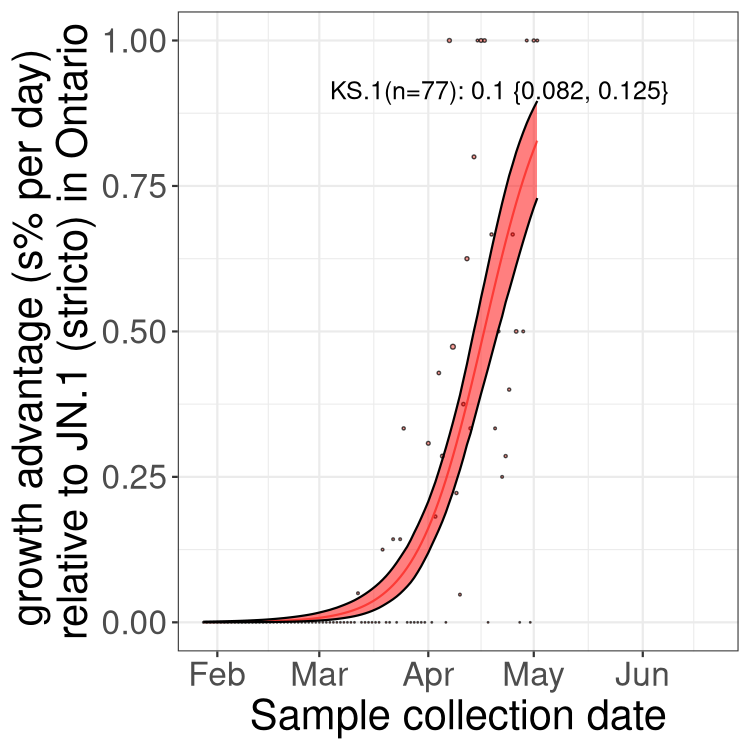 growth advantage (s% per day)
relative to JN.1 (stricto) in Ontario
1.00
0.75
0.50
0.25
0.00
KS.1(n=77): 0.1 {0.082, 0.125}
Feb Mar Apr May Jun
Sample collection date